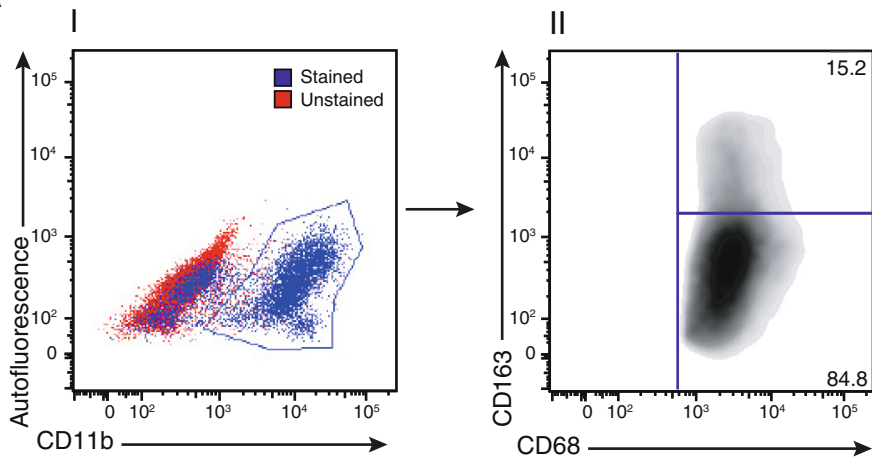 I
Autofluorescence
10⁵
10⁴
10³
10²
0
Stained
Unstained
0 10² 10³ 10⁴ 10⁵
CD11b
II
CD163
10⁵
10⁴
10³
10²
0
15.2
84.8
0 10² 10³ 10⁴ 10⁵
CD68